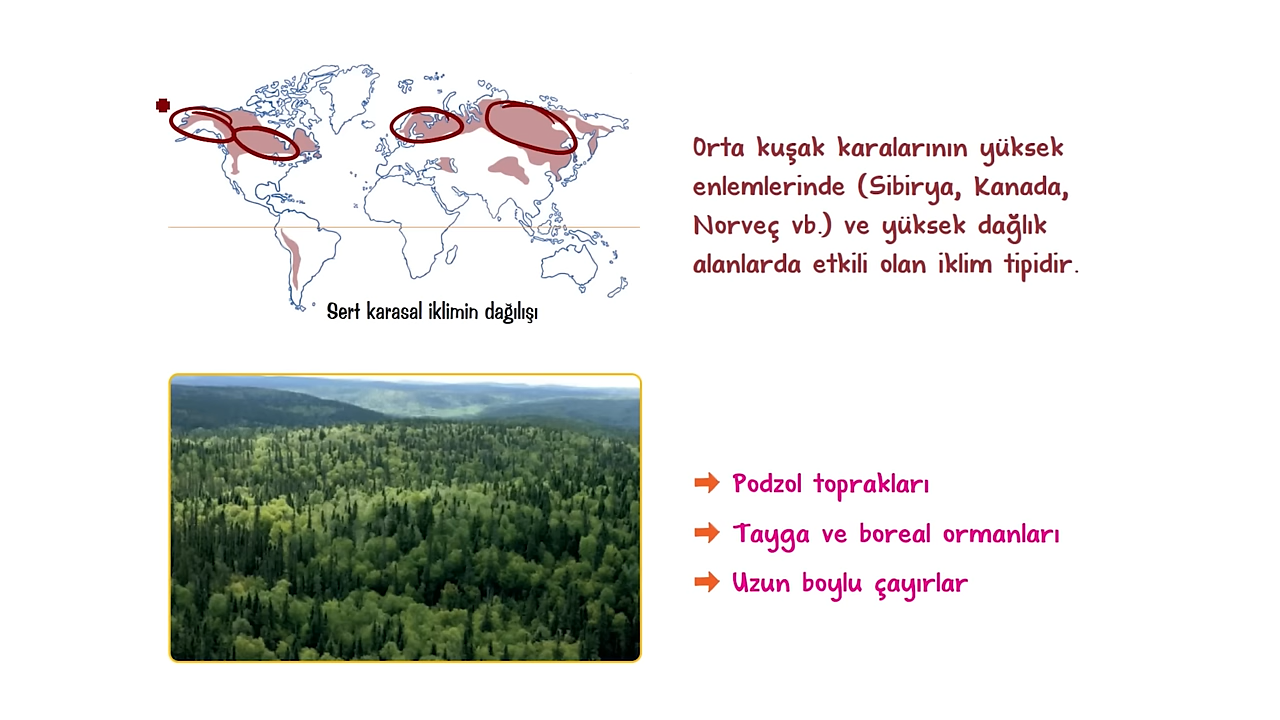 Orta kuşak karalarının yüksek
enlemlerinde (Sibirya, Kanada,
Norveç vb.) ve yüksek dağlık
alanlarda etkili olan iklim tipidir.
Sert karasal iklimin dağılışı
Podzol toprakları
Tayga ve boreal ormanları
Uzun boylu çayırlar